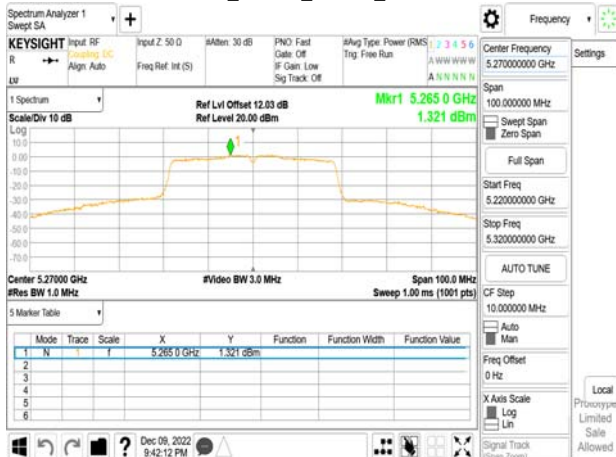 Spectrum Analyzer 1
Swept SA
+
Frequency
KEYSIGHT
R
LXI
Input: RF
Coupling: DC
Align: Auto
Input Z: 50 Ω
Freq Ref: Int (S)
#Atten: 30 dB
PNO: Fast
Gate: Off
IF Gain: Low
Sig Track: Off
#Avg Type: Power (RMS
Trig: Free Run
1 2 3 4 5 6
A WW WW W
A N N N N N
1 Spectrum
Scale/Div 10 dB
Ref Lvl Offset 12.03 dB
Ref Level 20.00 dBm
Mkr1 5.265 0 GHz
1.321 dBm
Log
10.0
0.00
-10.0
-20.0
-30.0
-40.0
-50.0
-60.0
-70.0
1
Center 5.27000 GHz
#Res BW 1.0 MHz
#Video BW 3.0 MHz
Span 100.0 MHz
Sweep 1.00 ms (1001 pts)
5 Marker Table
Mode Trace Scale X Y Function Function Width Function Value
1 N 1 f 5.265 0 GHz 1.321 dBm
2
3
4
5
6
?
Dec 09, 2022
9:42:12 PM
Center Frequency
5.270000000 GHz
Settings
Span
100.000000 MHz
Swept Span
Zero Span
Full Span
Start Freq
5.220000000 GHz
Stop Freq
5.320000000 GHz
AUTO TUNE
CF Step
10.000000 MHz
Auto
Man
Freq Offset
0 Hz
X Axis Scale
Log
Lin
Signal Track
(Span Zoom)
Local
Prototype
Limited
Sale
Allowed